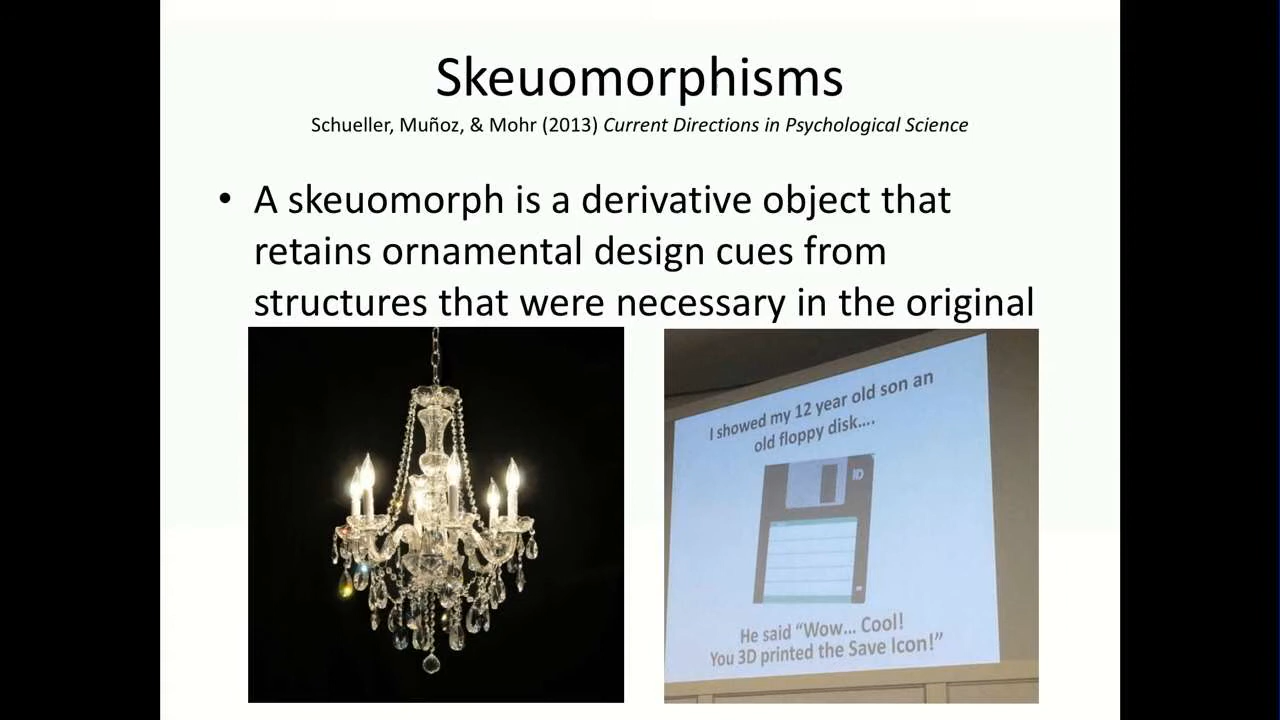 Skeuomorphisms
Schueller, Muñoz, & Mohr (2013) Current Directions in Psychological Science
• A skeuomorph is a derivative object that
retains ornamental design cues from
structures that were necessary in the original
I showed my 12 year old son an
old floppy disk....
He said “Wow... Cool!
You 3D printed the Save Icon!”